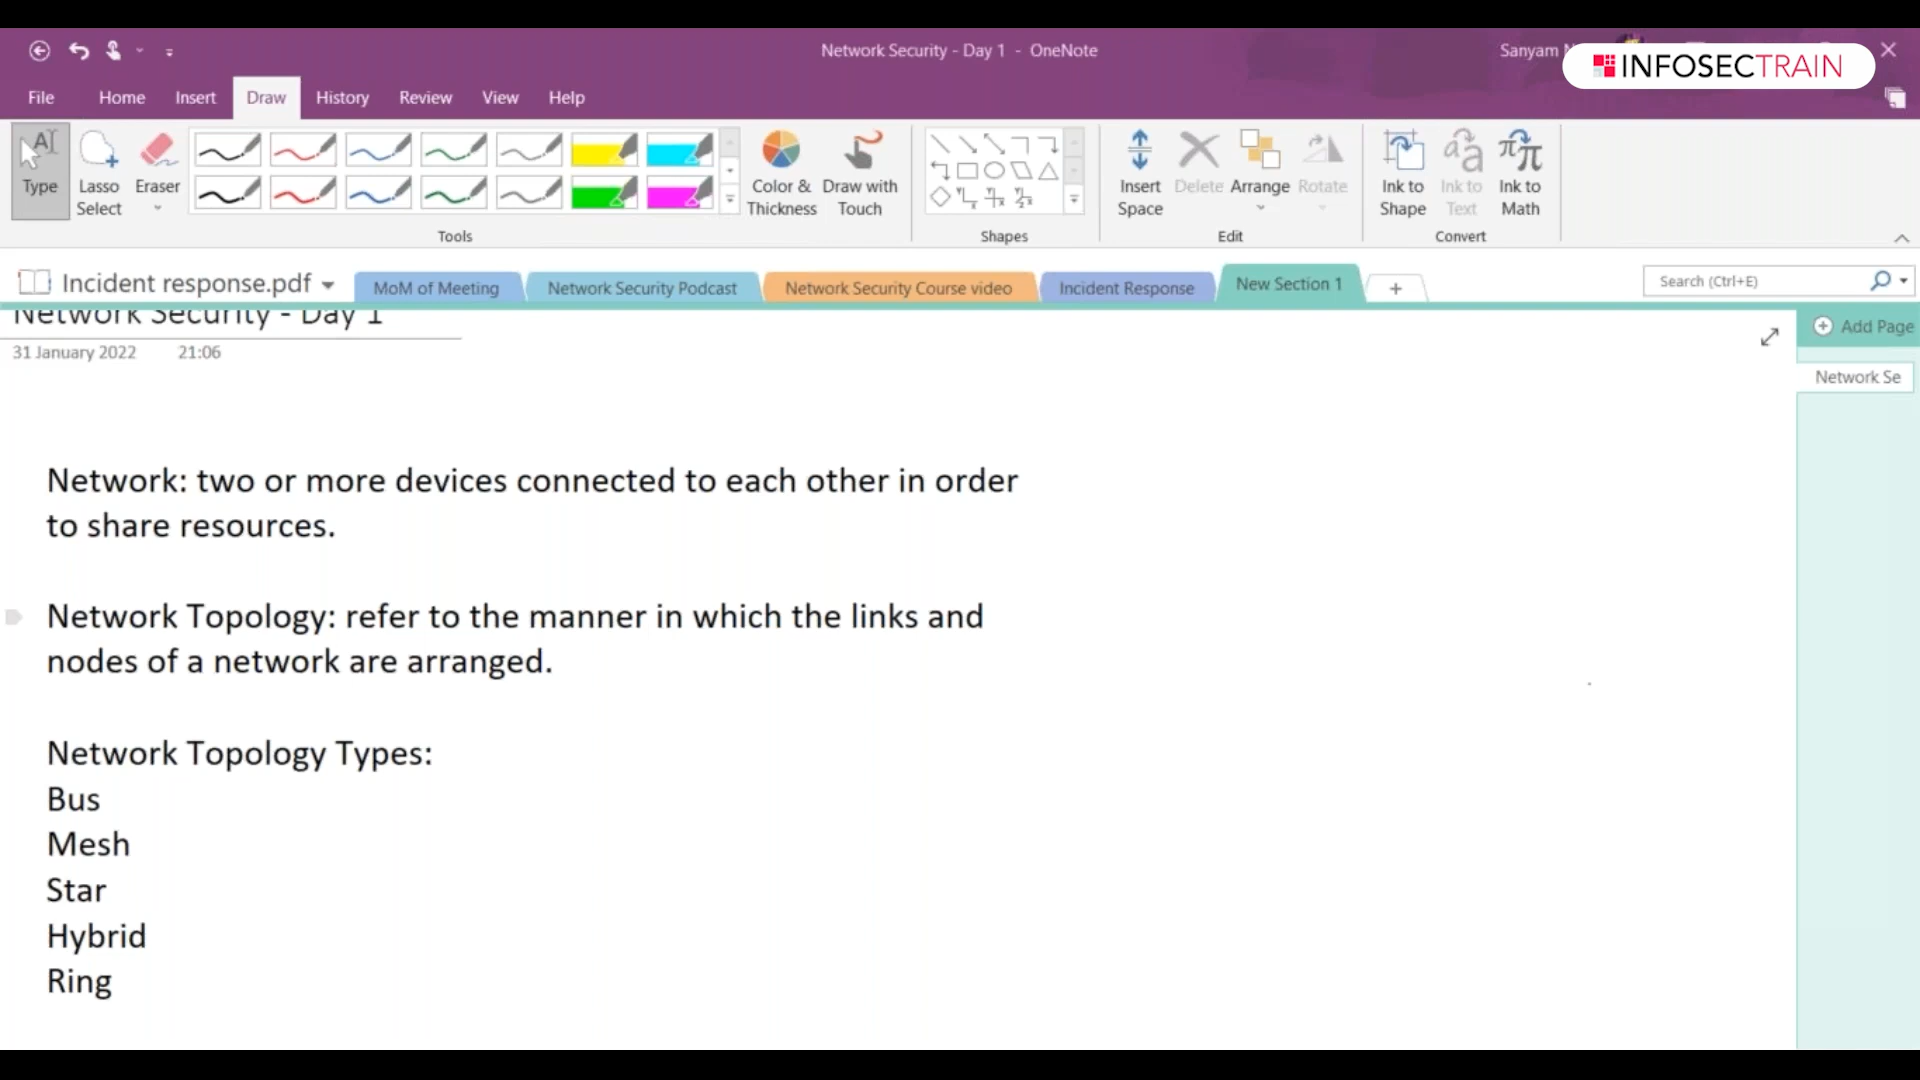 Network Security - Day 1 - OneNote
Sanyam
INFOSECTRAIN
File Home Insert Draw History Review View Help
Type
Lasso Select
Eraser
Color & Thickness
Draw with Touch
Insert Space
Delete
Arrange
Rotate
Ink to Shape
Ink to Text
Ink to Math
Tools Shapes Edit Convert
Incident response.pdf
MoM of Meeting
Network Security Podcast
Network Security Course video
Incident Response
New Section 1
+
Search (Ctrl+E)
Network Security - Day 1
Add Page
31 January 2022 21:06
Network Se
Network: two or more devices connected to each other in order
to share resources.
Network Topology: refer to the manner in which the links and
nodes of a network are arranged.
Network Topology Types:
Bus
Mesh
Star
Hybrid
Ring